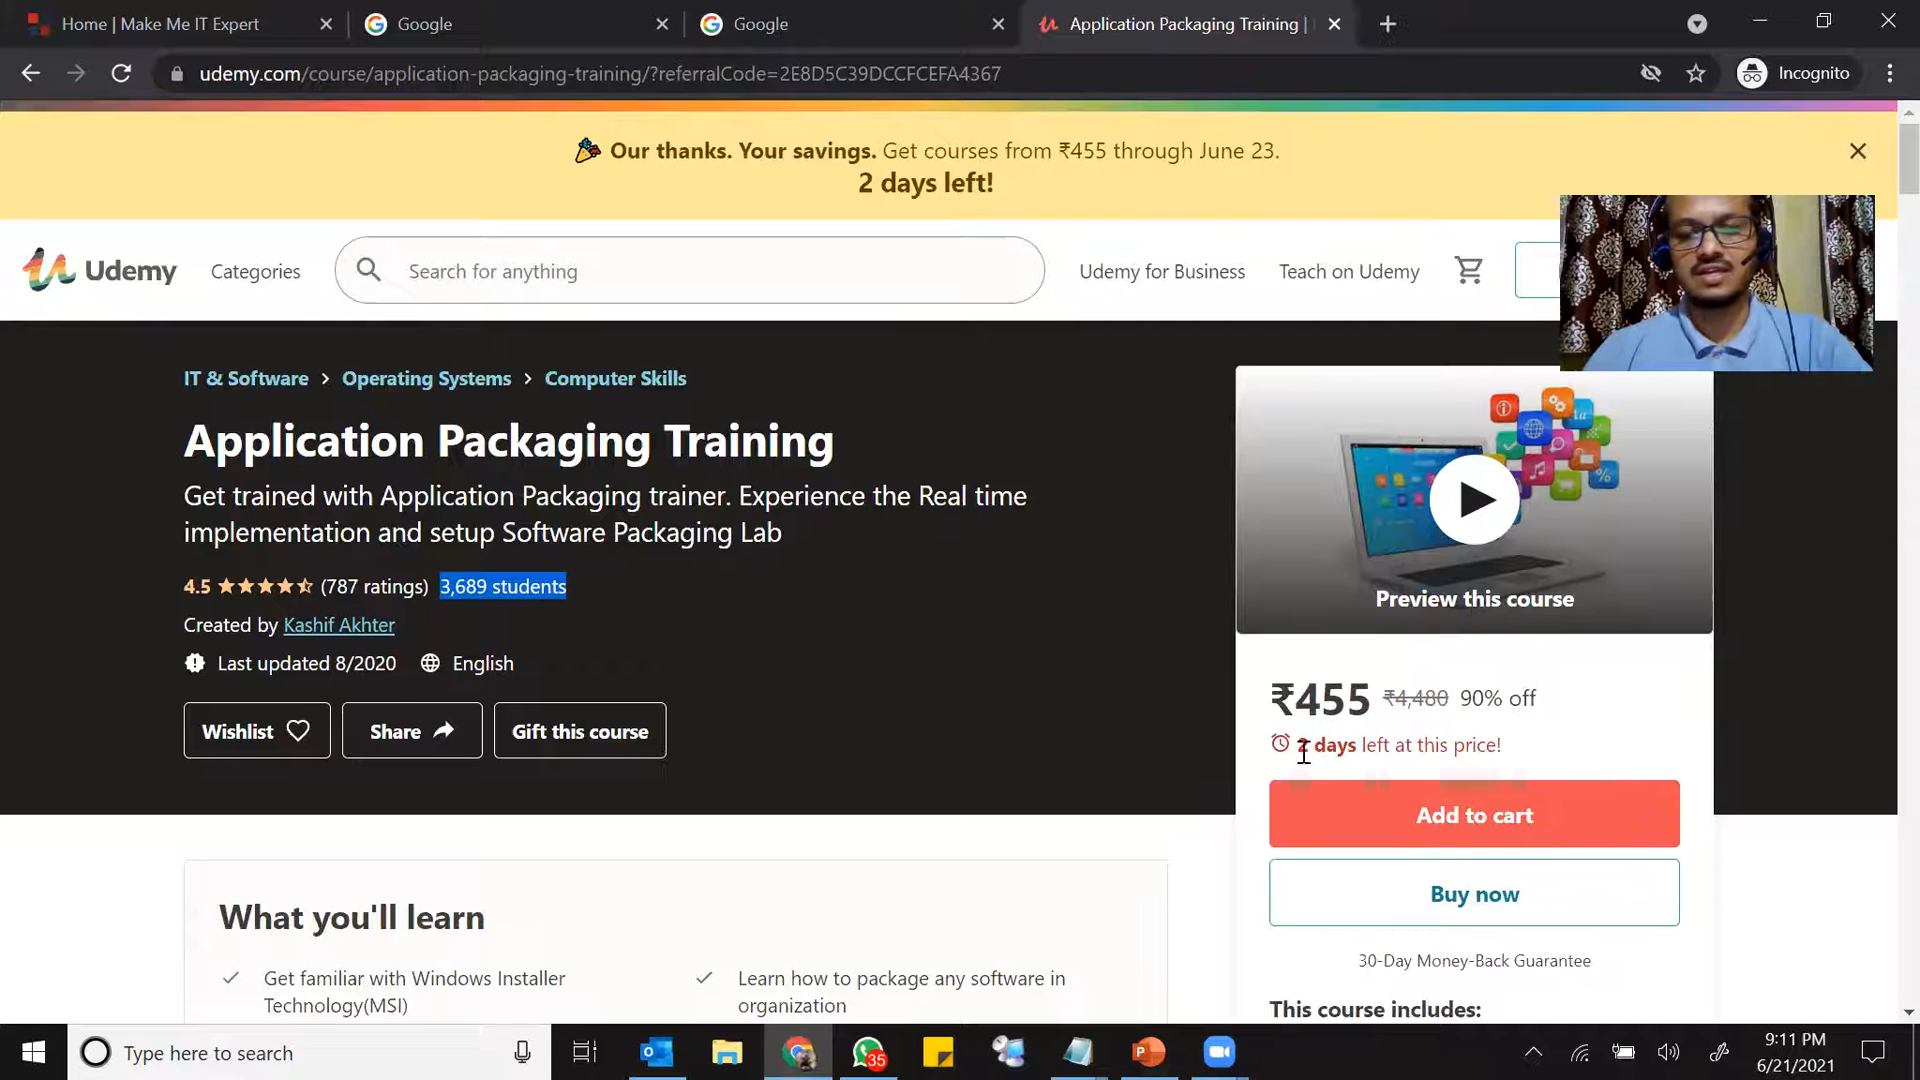 Home | Make Me IT Expert
Google
Google
Application Packaging Training |
udemy.com/course/application-packaging-training/?referralCode=2E8D5C39DCCFCEFA4367
Incognito
Our thanks. Your savings. Get courses from ₹455 through June 23.
2 days left!
Udemy
Categories
Search for anything
Udemy for Business
Teach on Udemy
IT & Software > Operating Systems > Computer Skills
Application Packaging Training
Get trained with Application Packaging trainer. Experience the Real time
implementation and setup Software Packaging Lab
4.5 (787 ratings) 3,689 students
Created by Kashif Akhter
Last updated 8/2020 English
Wishlist
Share
Gift this course
Preview this course
₹455 ₹4,480 90% off
2 days left at this price!
Add to cart
Buy now
30-Day Money-Back Guarantee
This course includes:
What you'll learn
Get familiar with Windows Installer
Technology(MSI)
Learn how to package any software in
organization
Type here to search
35
9:11 PM
6/21/2021